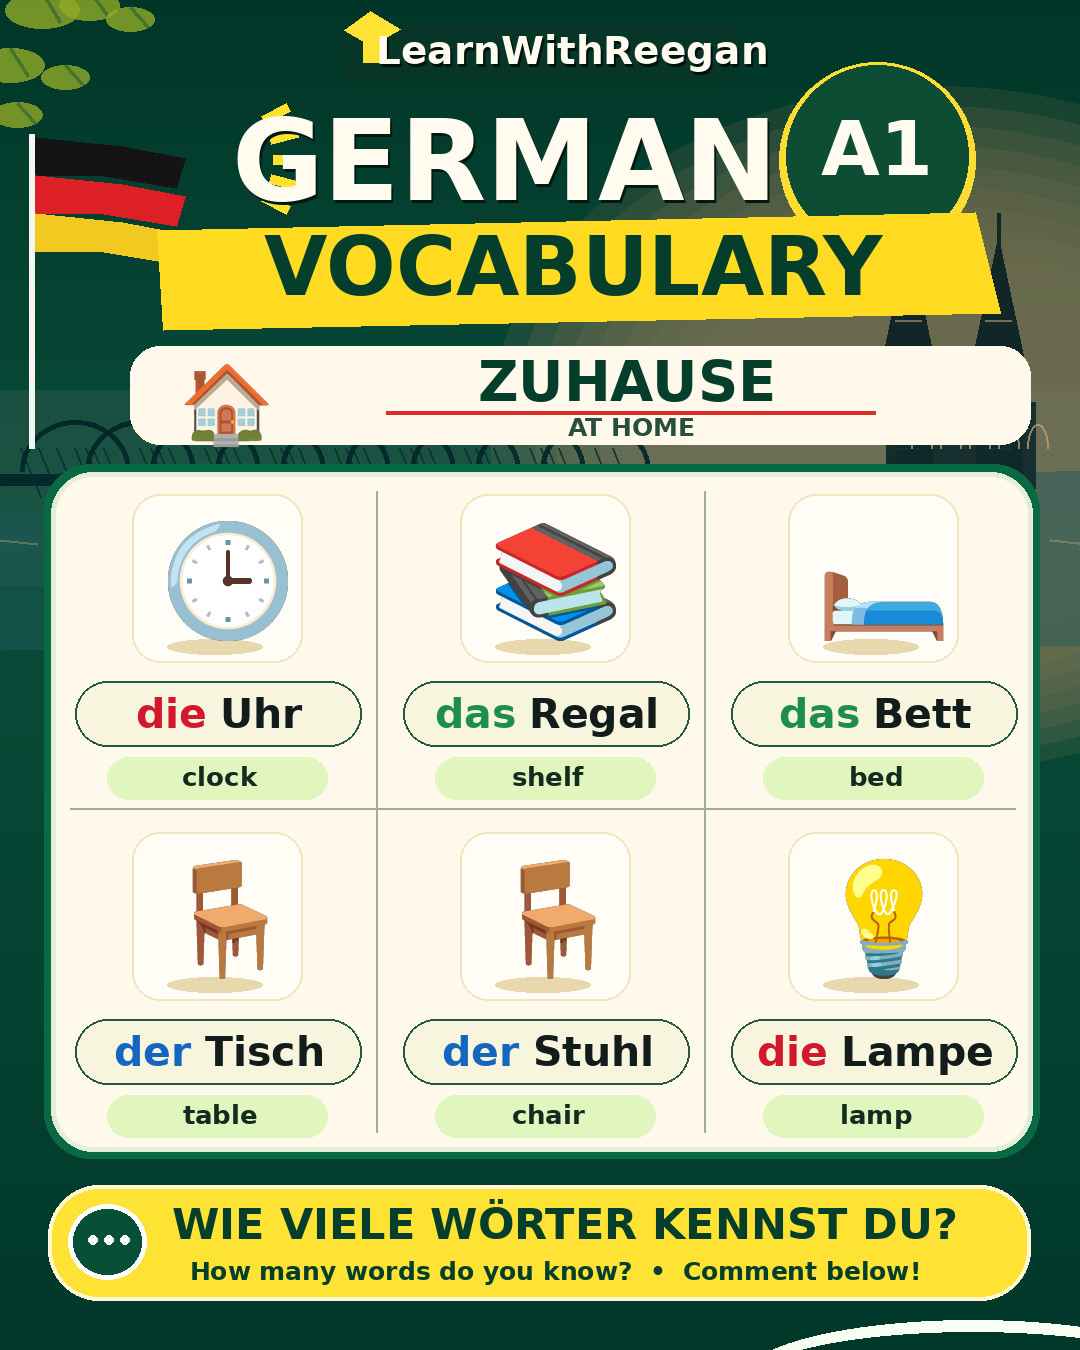 LearnWithReegan
GERMAN
A1
VOCABULARY
ZUHAUSE
AT HOME
die Uhr
das Regal
das Bett
clock
shelf
bed
der Tisch
der Stuhl
die Lampe
table
chair
lamp
WIE VIELE WÖRTER KENNST DU?
How many words do you know? • Comment below!